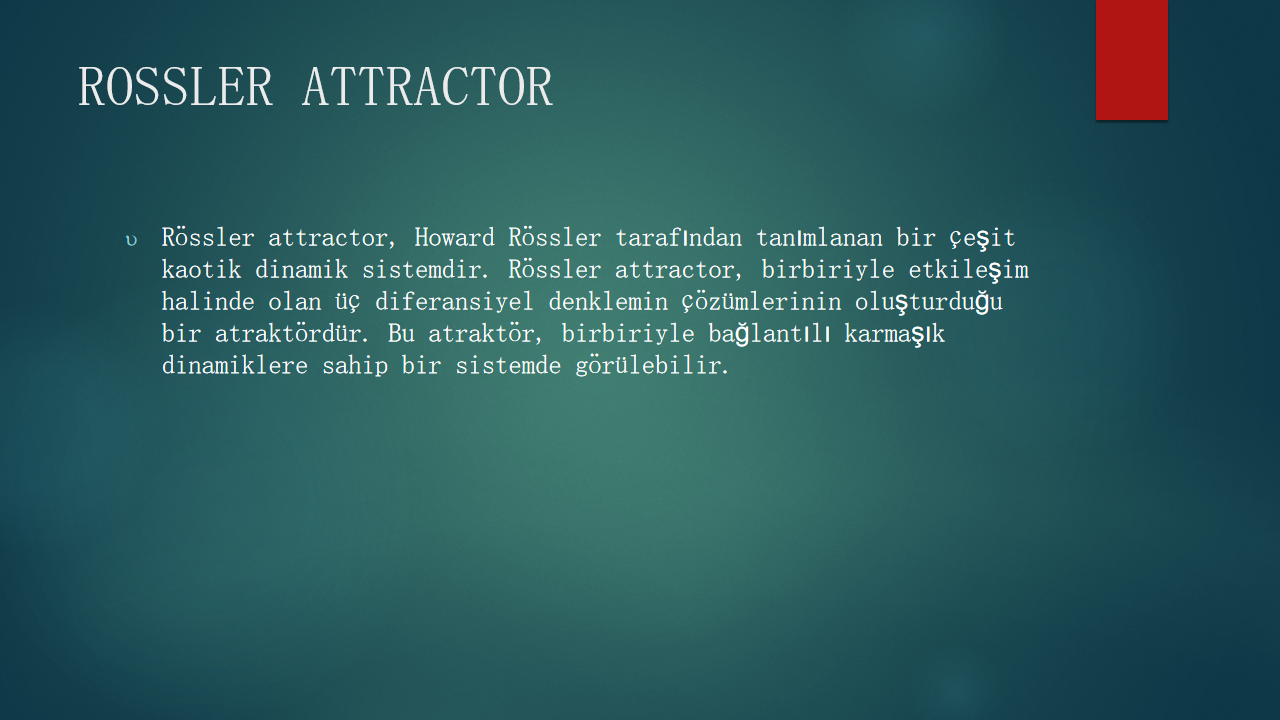 ROSSLER ATTRACTOR
Rössler attractor, Howard Rössler tarafından tanımlanan bir çeşit
kaotik dinamik sistemdir. Rössler attractor, birbiriyle etkileşim
halinde olan üç diferansiyel denklemin çözümlerinin oluşturduğu
bir atraktördür. Bu atraktör, birbiriyle bağlantılı karmaşık
dinamiklere sahip bir sistemde görülebilir.